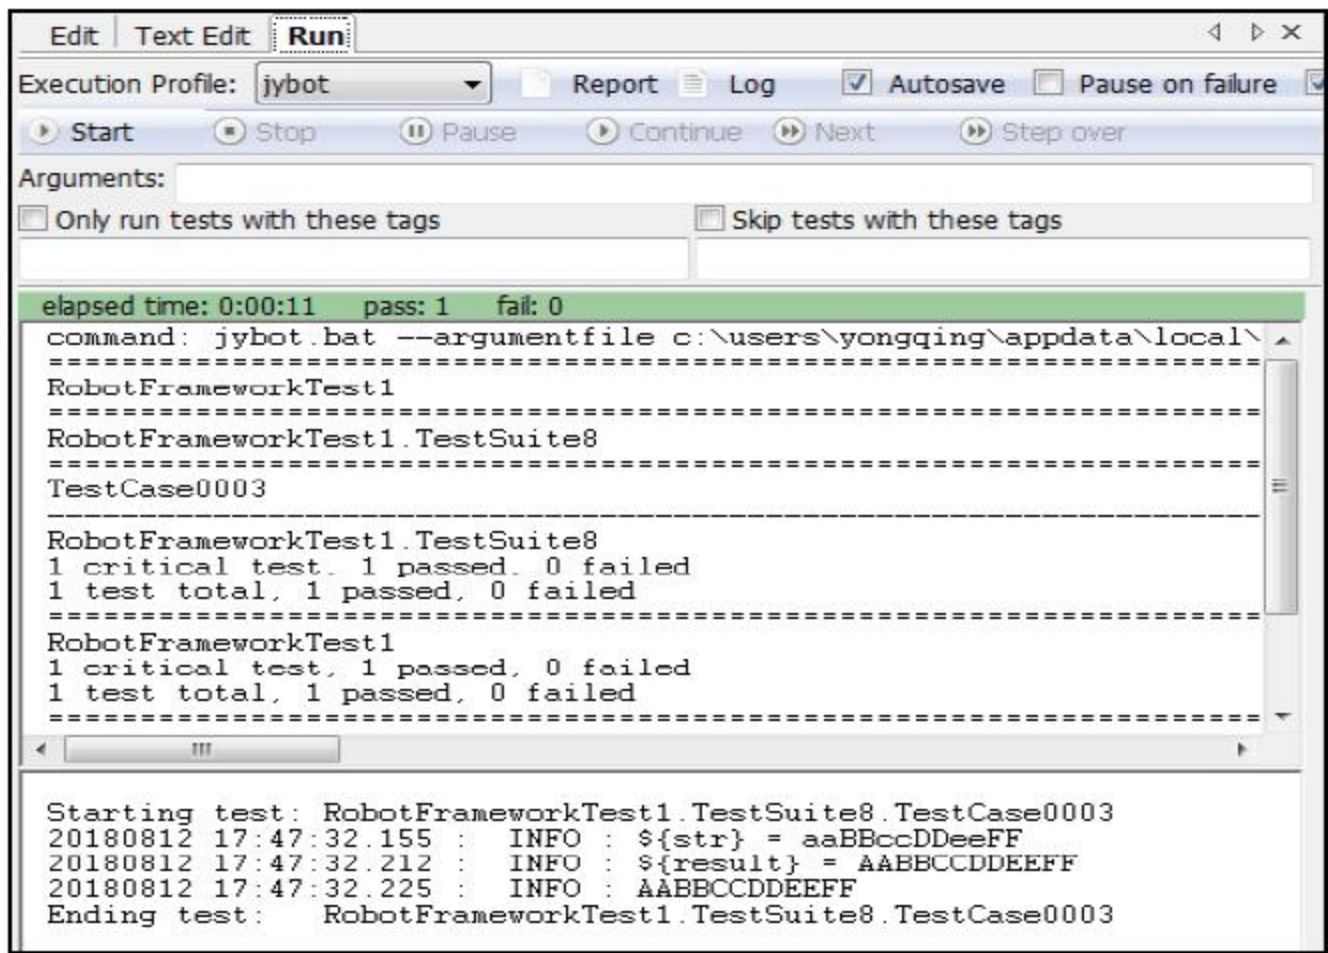 Edit Text Edit Run
Execution Profile: jybot Report Log Autosave Pause on failure
Start Stop Pause Continue Next Step over
Arguments:
Only run tests with these tags Skip tests with these tags
elapsed time: 0:00:11 pass: 1 fail: 0
command: jybot.bat --argumentfile c:\users\yongqing\appdata\local\
==============================================================================
RobotFrameworkTest1
==============================================================================
RobotFrameworkTest1.TestSuite8
==============================================================================
TestCase0003
------------------------------------------------------------------------------
RobotFrameworkTest1.TestSuite8
1 critical test, 1 passed, 0 failed
1 test total, 1 passed, 0 failed
==============================================================================
RobotFrameworkTest1
1 critical test, 1 passed, 0 failed
1 test total, 1 passed, 0 failed
==============================================================================
Starting test: RobotFrameworkTest1.TestSuite8.TestCase0003
20180812 17:47:32.155 : INFO : ${str} = aaBBccDDeeFF
20180812 17:47:32.212 : INFO : ${result} = AABBCCDDEEFF
20180812 17:47:32.225 : INFO : AABBCCDDEEFF
Ending test: RobotFrameworkTest1.TestSuite8.TestCase0003